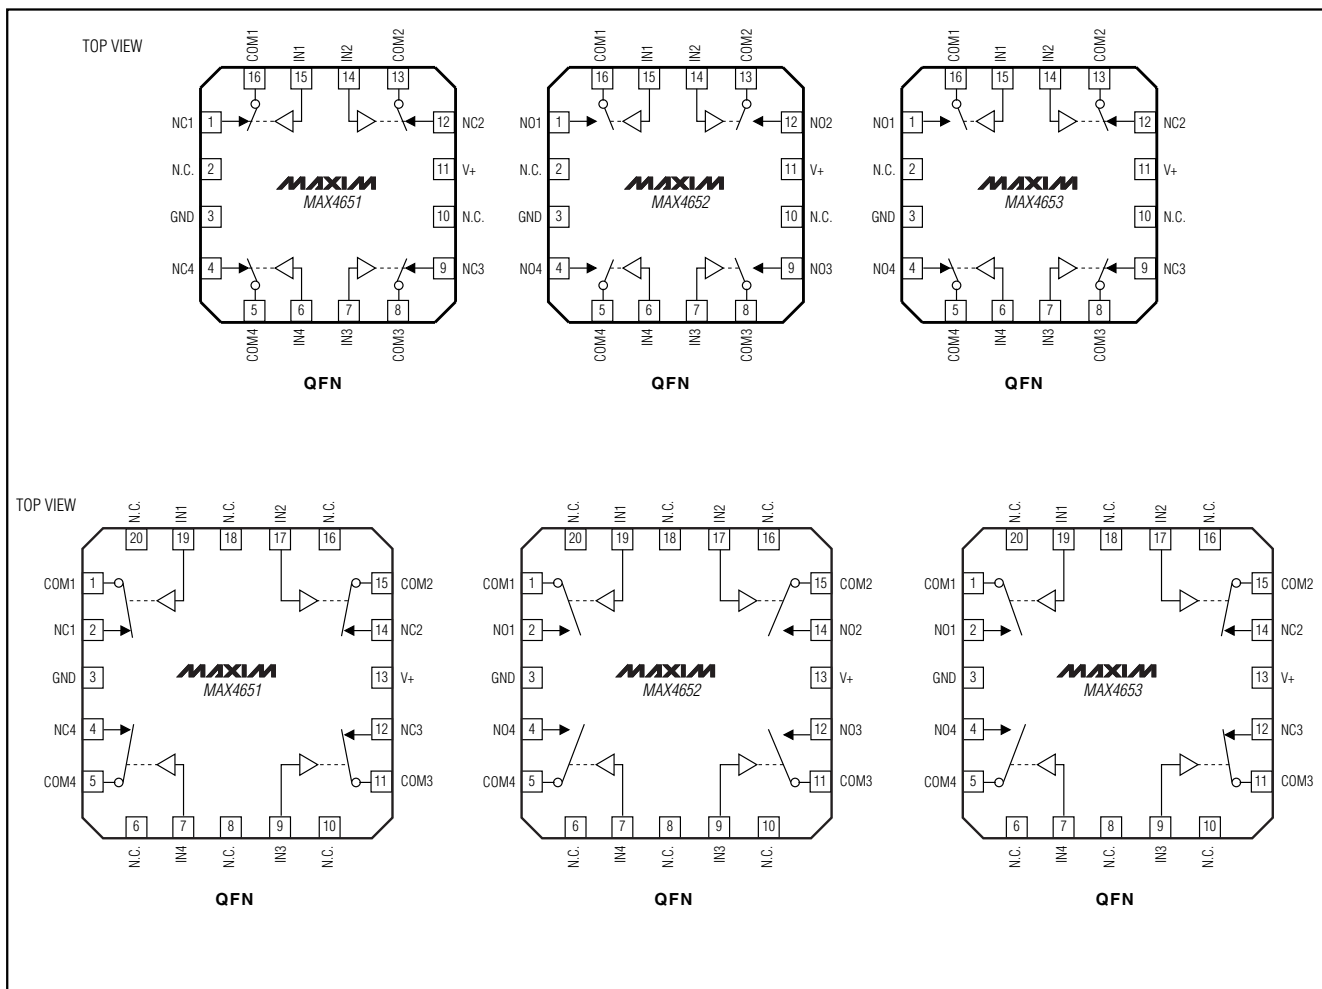 TOP VIEW
COM1 IN1 IN2 COM2
16 15 14 13
NC1 1 12 NC2
N.C. 2 11 V+
MAXIM
MAX4651
GND 3 10 N.C.
NC4 4 9 NC3
5 6 7 8
COM4 IN4 IN3 COM3
QFN
COM1 IN1 IN2 COM2
16 15 14 13
NO1 1 12 NO2
N.C. 2 11 V+
MAXIM
MAX4652
GND 3 10 N.C.
NO4 4 9 NO3
5 6 7 8
COM4 IN4 IN3 COM3
QFN
COM1 IN1 IN2 COM2
16 15 14 13
NO1 1 12 NC2
N.C. 2 11 V+
MAXIM
MAX4653
GND 3 10 N.C.
NO4 4 9 NC3
5 6 7 8
COM4 IN4 IN3 COM3
QFN
TOP VIEW
N.C. IN1 N.C. IN2 N.C.
20 19 18 17 16
COM1 1 15 COM2
NC1 2 14 NC2
GND 3 13 V+
MAXIM
MAX4651
NC4 4 12 NC3
COM4 5 11 COM3
6 7 8 9 10
N.C. IN4 N.C. IN3 N.C.
QFN
N.C. IN1 N.C. IN2 N.C.
20 19 18 17 16
COM1 1 15 COM2
NO1 2 14 NO2
GND 3 13 V+
MAXIM
MAX4652
NO4 4 12 NO3
COM4 5 11 COM3
6 7 8 9 10
N.C. IN4 N.C. IN3 N.C.
QFN
N.C. IN1 N.C. IN2 N.C.
20 19 18 17 16
COM1 1 15 COM2
NO1 2 14 NC2
GND 3 13 V+
MAXIM
MAX4653
NO4 4 12 NC3
COM4 5 11 COM3
6 7 8 9 10
N.C. IN4 N.C. IN3 N.C.
QFN